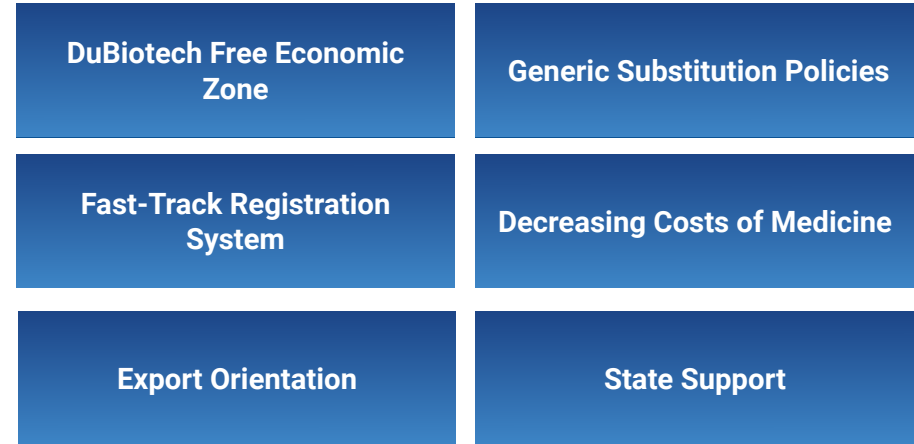 DuBiotech Free Economic
Zone
Generic Substitution Policies
Fast-Track Registration
System
Decreasing Costs of Medicine
Export Orientation
State Support